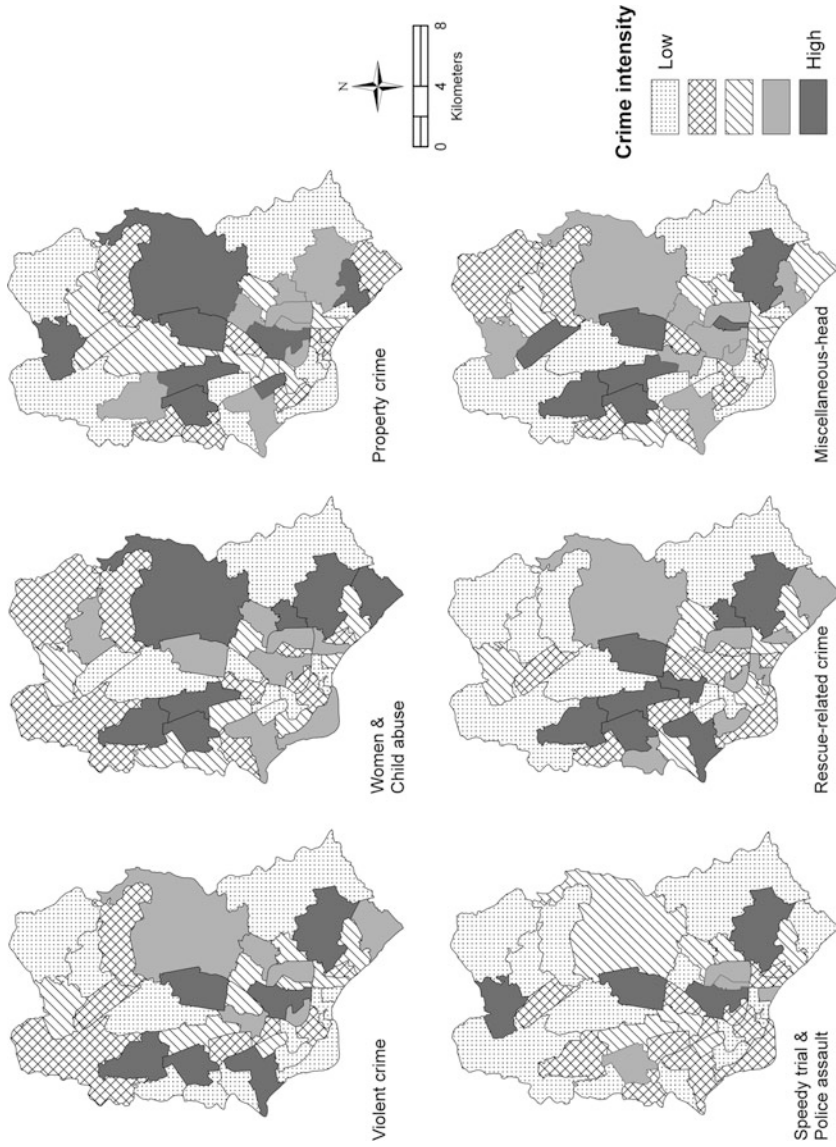 Violent crime
Women &
Child abuse
Property crime
Speedy trial &
Police assault
Rescue-related crime
Miscellaneous-head
N
0
4
8
Kilometers
Crime intensity
Low
High